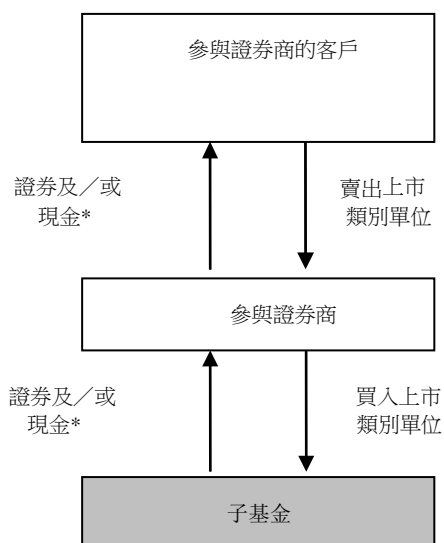 參與證券商的客戶
證券及／或
現金*
賣出上市
類別單位
參與證券商
證券及／或
現金*
買入上市
類別單位
子基金